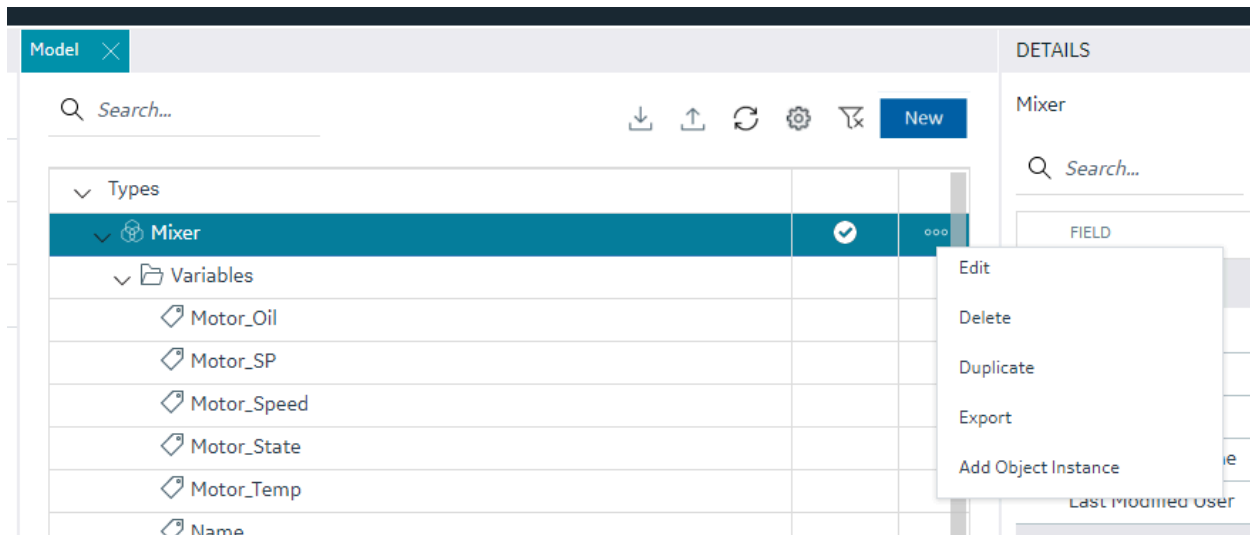 Model
DETAILS
Search...
New
Mixer
Search...
Types
Mixer
FIELD
Variables
Edit
Motor_Oil
Delete
Motor_SP
Duplicate
Motor_Speed
Export
Motor_State
Add Object Instance
Motor_Temp
Last Modified User
Name